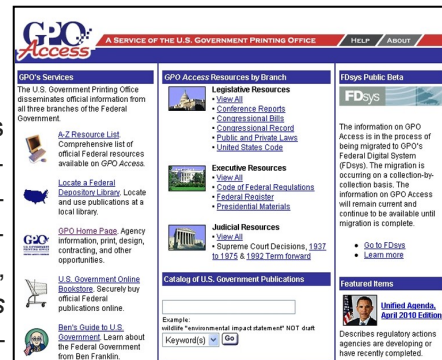 GPO Access
A SERVICE OF THE U.S. GOVERNMENT PRINTING OFFICE
HELP
ABOUT
GPO's Services
The U.S. Government Printing Office
disseminates official information from
all three branches of the Federal
Government.
A-Z Resource List.
Comprehensive list of
official Federal resources
available on GPO Access.
Locate a Federal
Depository Library. Locate
and use publications at a
local library.
GPO
GPO Home Page. Agency
information, print, design,
contracting, and other
opportunities.
U.S. Government Online
Bookstore. Securely buy
official Federal
publications online.
Ben's Guide to U.S.
Government. Learn about
the Federal Government
from Ben Franklin.
GPO Access Resources by Branch
Legislative Resources
• View All
• Conference Reports
• Congressional Bills
• Congressional Record
• Public and Private Laws
• United States Code
Executive Resources
• View All
• Code of Federal Regulations
• Federal Register
• Presidential Materials
Judicial Resources
• View All
• Supreme Court Decisions, 1937
to 1975 & 1992 Term forward
Catalog of U.S. Government Publications
Example:
wildlife "environmental impact statement" NOT draft
Keyword(s)
Go
FDsys Public Beta
FDsys
The information on GPO
Access is in the process of
being migrated to GPO's
Federal Digital System
(FDsys). The migration is
occurring on a collection-by-
collection basis. The
information on GPO Access
will remain current and
continue to be available until
migration is complete.
• Go to FDsys
• Learn more
Featured Items
Unified Agenda,
April 2010 Edition
Describes regulatory actions
agencies are developing or
have recently completed.